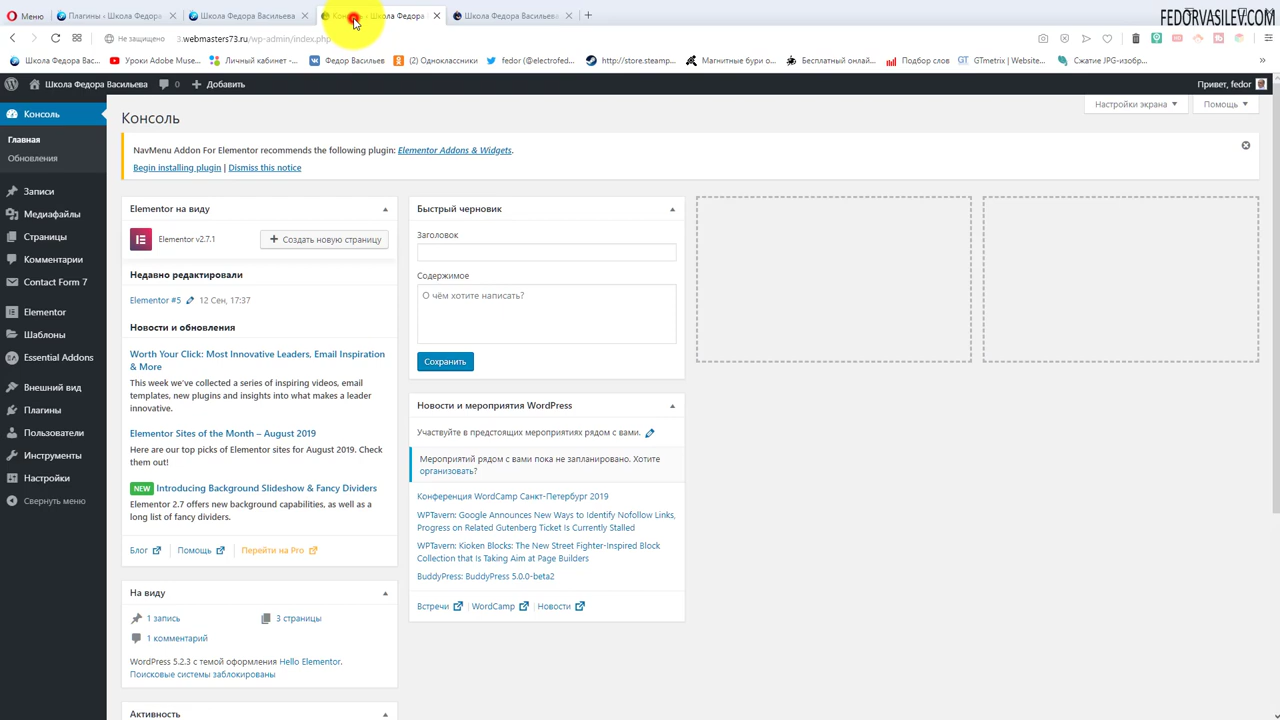 FEDORVASILEV.COM
Меню
Плагины ‹ Школа Федора
Школа Федора Васильева
Школа Федора
Школа Федора Васильева
Не защищено
3.webmasters73.ru/wp-admin/index.php
Школа Федора Вас...
Уроки Adobe Muse...
Личный кабинет -...
Федор Васильев
(2) Одноклассники
fedor (@electrofed...
http://store.steamp...
Магнитные бури о...
Бесплатный онлай...
Подбор слов
GTmetrix | Website...
Сжатие JPG-изобр...
Школа Федора Васильева
0
Добавить
Привет, fedor
Консоль
Главная
Обновления
Записи
Медиафайлы
Страницы
Комментарии
Contact Form 7
Elementor
Шаблоны
Essential Addons
Внешний вид
Плагины
Пользователи
Инструменты
Настройки
Свернуть меню
Настройки экрана
Помощь
Консоль
NavMenu Addon For Elementor recommends the following plugin: Elementor Addons & Widgets.
Begin installing plugin | Dismiss this notice
Elementor на виду
Elementor v2.7.1
Создать новую страницу
Недавно редактировали
Elementor #5 12 Сен, 17:37
Новости и обновления
Worth Your Click: Most Innovative Leaders, Email Inspiration
& More
This week we've collected a series of inspiring videos, email
templates, new plugins and insights into what makes a leader
innovative.
Elementor Sites of the Month – August 2019
Here are our top picks of Elementor sites for August 2019. Check
them out!
NEW Introducing Background Slideshow & Fancy Dividers
Elementor 2.7 offers new background capabilities, as well as a
long list of fancy dividers.
Блог | Помощь | Перейти на Pro
На виду
1 запись
3 страницы
1 комментарий
WordPress 5.2.3 с темой оформления Hello Elementor.
Поисковые системы заблокированы
Активность
Быстрый черновик
Заголовок
Содержимое
О чём хотите написать?
Сохранить
Новости и мероприятия WordPress
Участвуйте в предстоящих мероприятиях рядом с вами.
Мероприятий рядом с вами пока не запланировано. Хотите
организовать?
Конференция WordCamp Санкт-Петербург 2019
WPTavern: Google Announces New Ways to Identify Nofollow Links,
Progress on Related Gutenberg Ticket Is Currently Stalled
WPTavern: Kioken Blocks: The New Street Fighter-Inspired Block
Collection that Is Taking Aim at Page Builders
BuddyPress: BuddyPress 5.0.0-beta2
Встречи | WordCamp | Новости